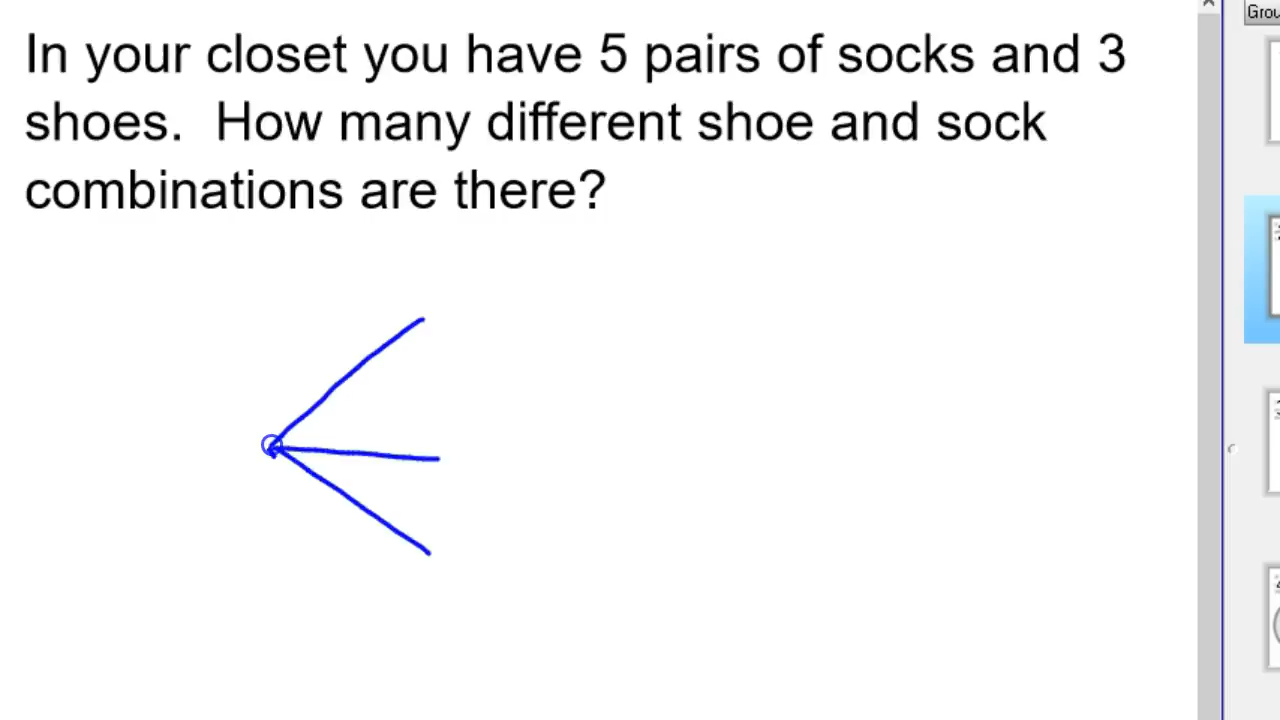 In your closet you have 5 pairs of socks and 3
shoes.  How many different shoe and sock
combinations are there?